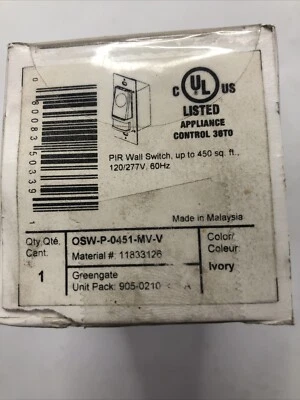 C UL US
LISTED
APPLIANCE
CONTROL 36T0
PIR Wall Switch, up to 450 sq. ft.,
120/277V, 60Hz
Made in Malaysia
Qty. Qté.
Cant.
1
OSW-P-0451-MV-V
Material #: 11833126
Greengate
Unit Pack: 905-0210
Color/
Coleur:
Ivory